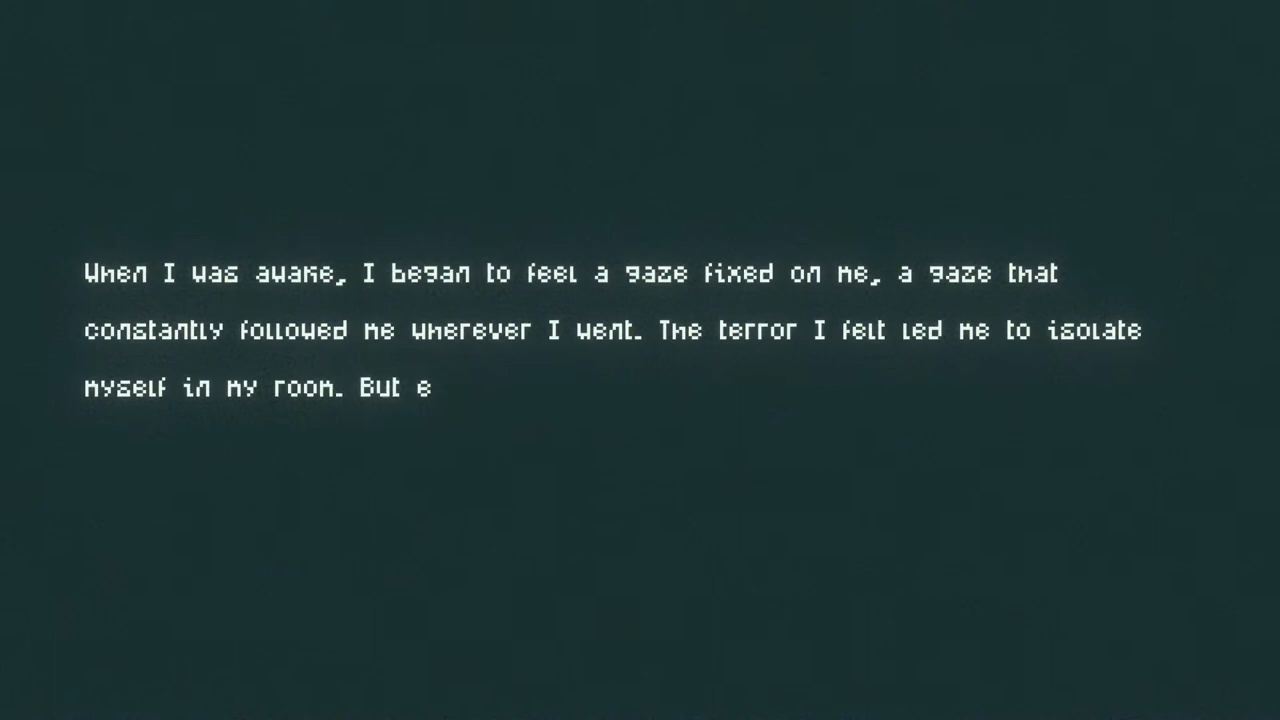 When I was awake, I began to feel a gaze fixed on me, a gaze that
constantly followed me wherever I went. The terror I felt led me to isolate
myself in my room. But e